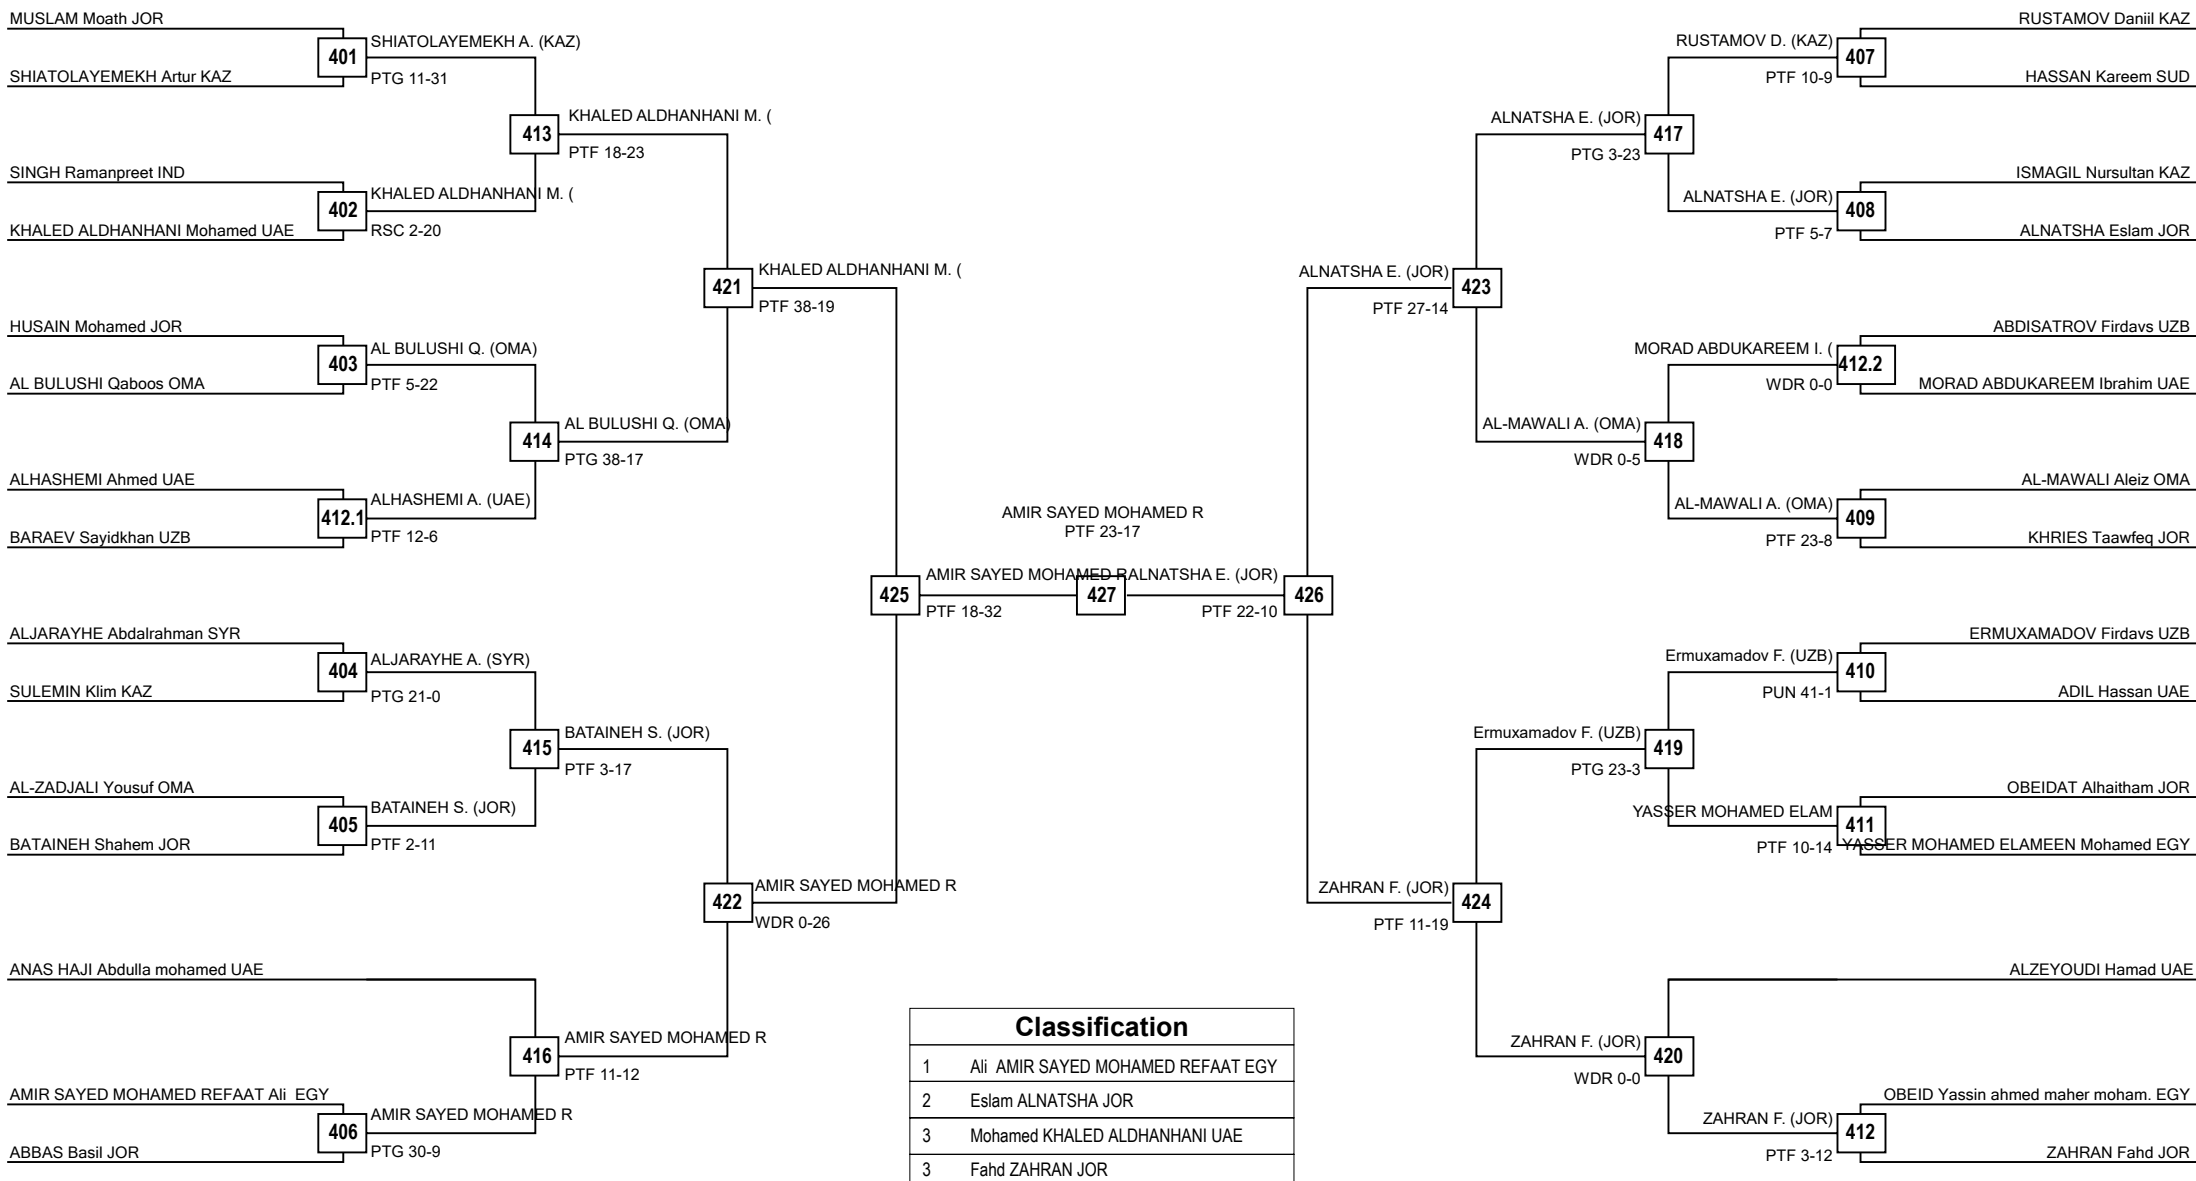 MUSLAM Moath JOR
401
SHIATOLAYEMEKH A. (KAZ)
SHIATOLAYEMEKH Artur KAZ
PTG 11-31
413
KHALED ALDHANHANI M. (
PTF 18-23
SINGH Ramanpreet IND
402
KHALED ALDHANHANI M. (
KHALED ALDHANHANI Mohamed UAE
RSC 2-20
421
KHALED ALDHANHANI M. (
PTF 38-19
HUSAIN Mohamed JOR
403
AL BULUSHI Q. (OMA)
AL BULUSHI Qaboos OMA
PTF 5-22
414
AL BULUSHI Q. (OMA)
PTG 38-17
ALHASHEMI Ahmed UAE
412.1
ALHASHEMI A. (UAE)
BARAEV Sayidkhan UZB
PTF 12-6
425
AMIR SAYED MOHAMED R
PTF 18-32
ALJARAYHE Abdalrahman SYR
404
ALJARAYHE A. (SYR)
SULEMIN Klim KAZ
PTG 21-0
415
BATAINEH S. (JOR)
PTF 3-17
AL-ZADJALI Yousuf OMA
405
BATAINEH S. (JOR)
BATAINEH Shahem JOR
PTF 2-11
422
AMIR SAYED MOHAMED R
WDR 0-26
ANAS HAJI Abdulla mohamed UAE
416
AMIR SAYED MOHAMED R
PTF 11-12
AMIR SAYED MOHAMED REFAAT Ali EGY
406
AMIR SAYED MOHAMED R
ABBAS Basil JOR
PTG 30-9
AMIR SAYED MOHAMED R
PTF 23-17
427
RUSTAMOV Daniil KAZ
RUSTAMOV D. (KAZ)
407
PTF 10-9
HASSAN Kareem SUD
ALNATSHA E. (JOR)
417
PTG 3-23
ISMAGIL Nursultan KAZ
ALNATSHA E. (JOR)
408
PTF 5-7
ALNATSHA Eslam JOR
ALNATSHA E. (JOR)
423
PTF 27-14
ABDISATROV Firdavs UZB
MORAD ABDUKAREEM I. (
412.2
WDR 0-0
MORAD ABDUKAREEM Ibrahim UAE
AL-MAWALI A. (OMA)
418
WDR 0-5
AL-MAWALI Aleiz OMA
AL-MAWALI A. (OMA)
409
PTF 23-8
KHRIES Taawfeq JOR
ALNATSHA E. (JOR)
426
PTF 22-10
ERMUXAMADOV Firdavs UZB
Ermuxamadov F. (UZB)
410
PUN 41-1
ADIL Hassan UAE
Ermuxamadov F. (UZB)
419
PTG 23-3
OBEIDAT Alhaitham JOR
YASSER MOHAMED ELAM
411
PTF 10-14
YASSER MOHAMED ELAMEEN Mohamed EGY
ZAHRAN F. (JOR)
424
PTF 11-19
ALZEYOUDI Hamad UAE
ZAHRAN F. (JOR)
420
WDR 0-0
OBEID Yassin ahmed maher moham. EGY
ZAHRAN F. (JOR)
412
PTF 3-12
ZAHRAN Fahd JOR
Classification
1 Ali AMIR SAYED MOHAMED REFAAT EGY
2 Eslam ALNATSHA JOR
3 Mohamed KHALED ALDHANHANI UAE
3 Fahd ZAHRAN JOR